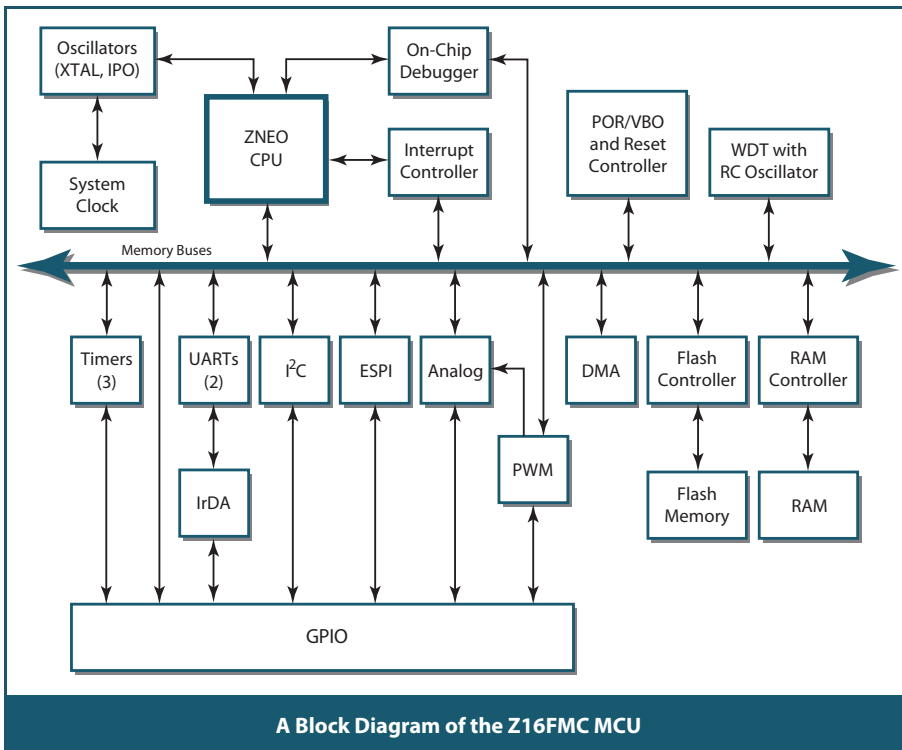 Oscillators
(XTAL, IPO)
On-Chip
Debugger
ZNEO
CPU
POR/VBO
and Reset
Controller
WDT with
RC Oscillator
Interrupt
Controller
System
Clock
Memory Buses
Timers
(3)
UARTs
(2)
I²C
ESPI
Analog
DMA
Flash
Controller
RAM
Controller
PWM
IrDA
Flash
Memory
RAM
GPIO
A Block Diagram of the Z16FMC MCU